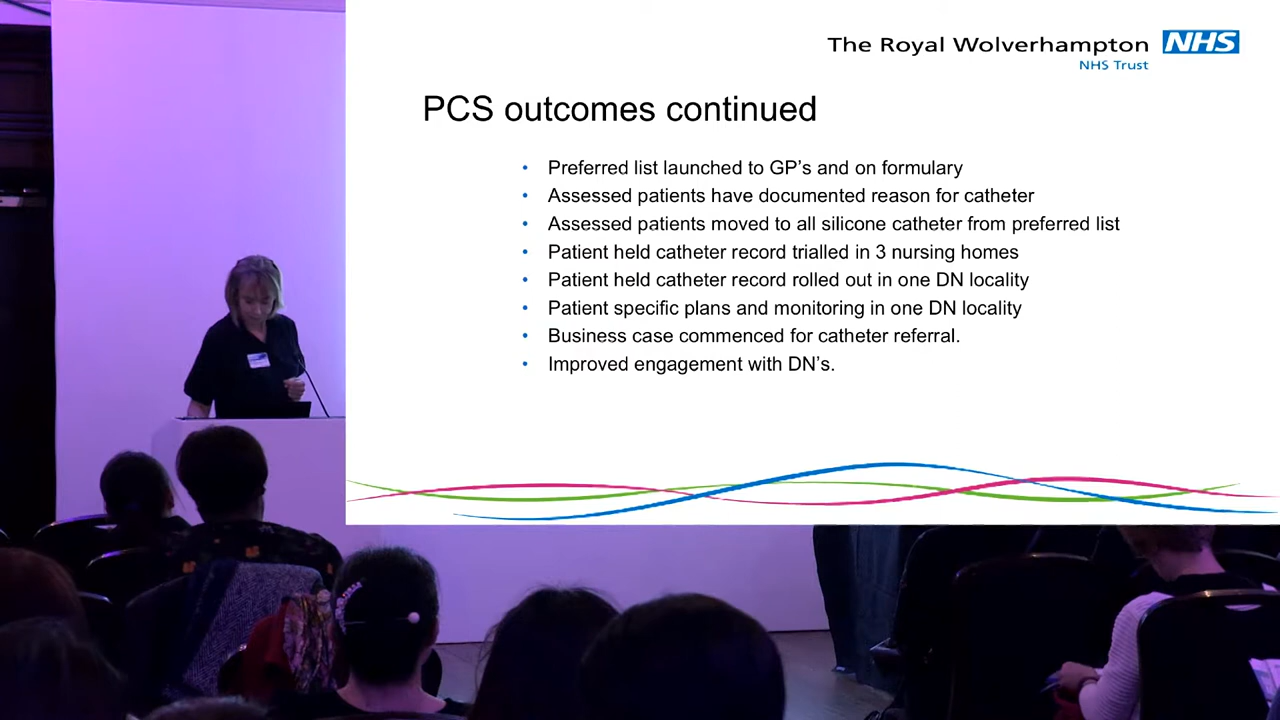 The Royal Wolverhampton NHS
NHS Trust
PCS outcomes continued
• Preferred list launched to GP's and on formulary
• Assessed patients have documented reason for catheter
• Assessed patients moved to all silicone catheter from preferred list
• Patient held catheter record trialled in 3 nursing homes
• Patient held catheter record rolled out in one DN locality
• Patient specific plans and monitoring in one DN locality
• Business case commenced for catheter referral.
• Improved engagement with DN's.